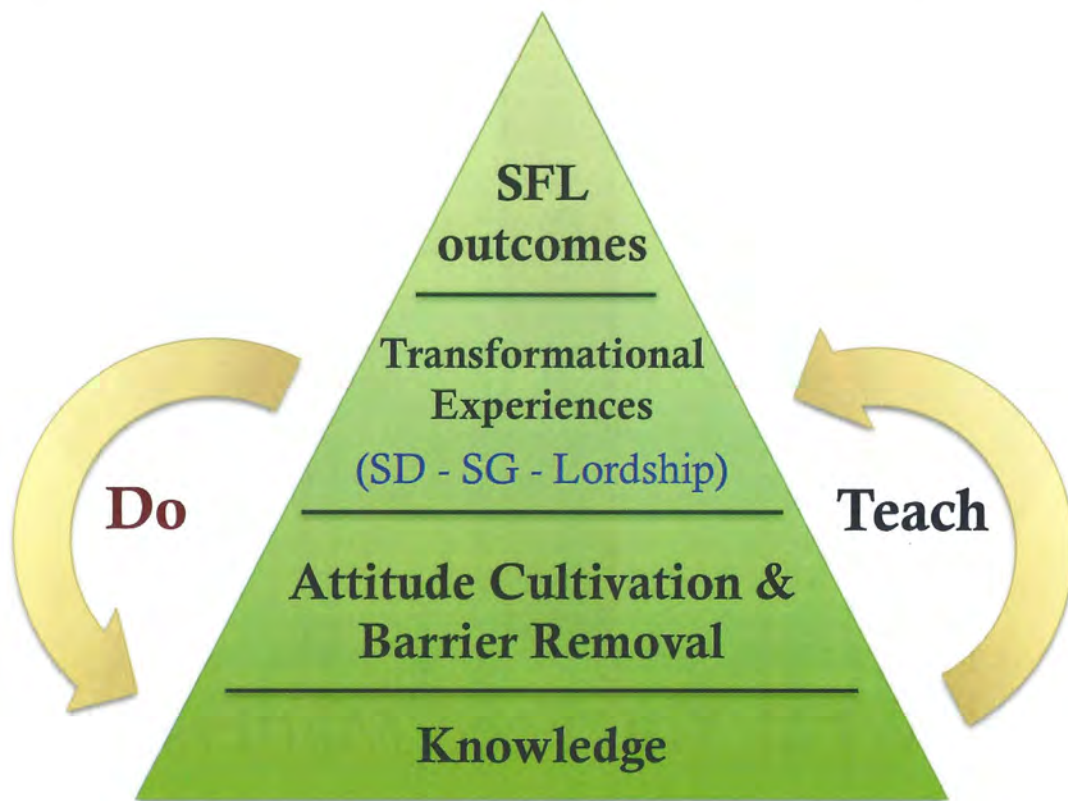 SFL
outcomes
Transformational
Experiences
(SD - SG - Lordship)
Do
Teach
Attitude Cultivation &
Barrier Removal
Knowledge